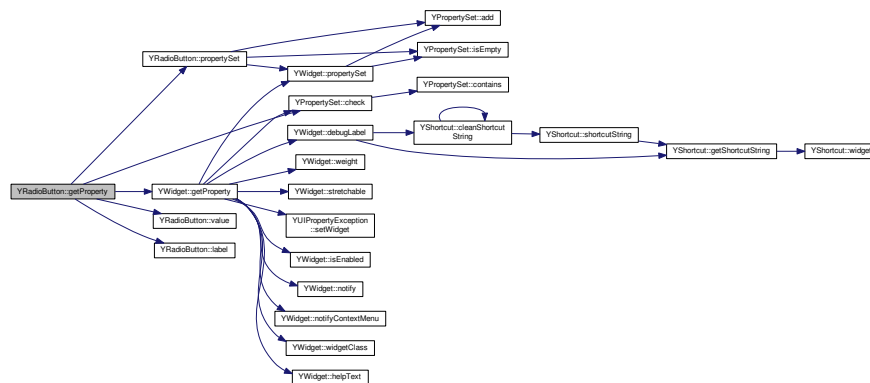 YPropertySet::add
YRadioButton::propertySet
YPropertySet::isEmpty
YWidget::propertySet
YPropertySet::contains
YPropertySet::check
YWidget::debugLabel
YShortcut::cleanShortcut
String
YShortcut::shortcutString
YShortcut::getShortcutString
YShortcut::widget
YWidget::weight
YRadioButton::getProperty
YWidget::getProperty
YWidget::stretchable
YRadioButton::value
YUIPropertyException
::setWidget
YRadioButton::label
YWidget::isEnabled
YWidget::notify
YWidget::notifyContextMenu
YWidget::widgetClass
YWidget::helpText